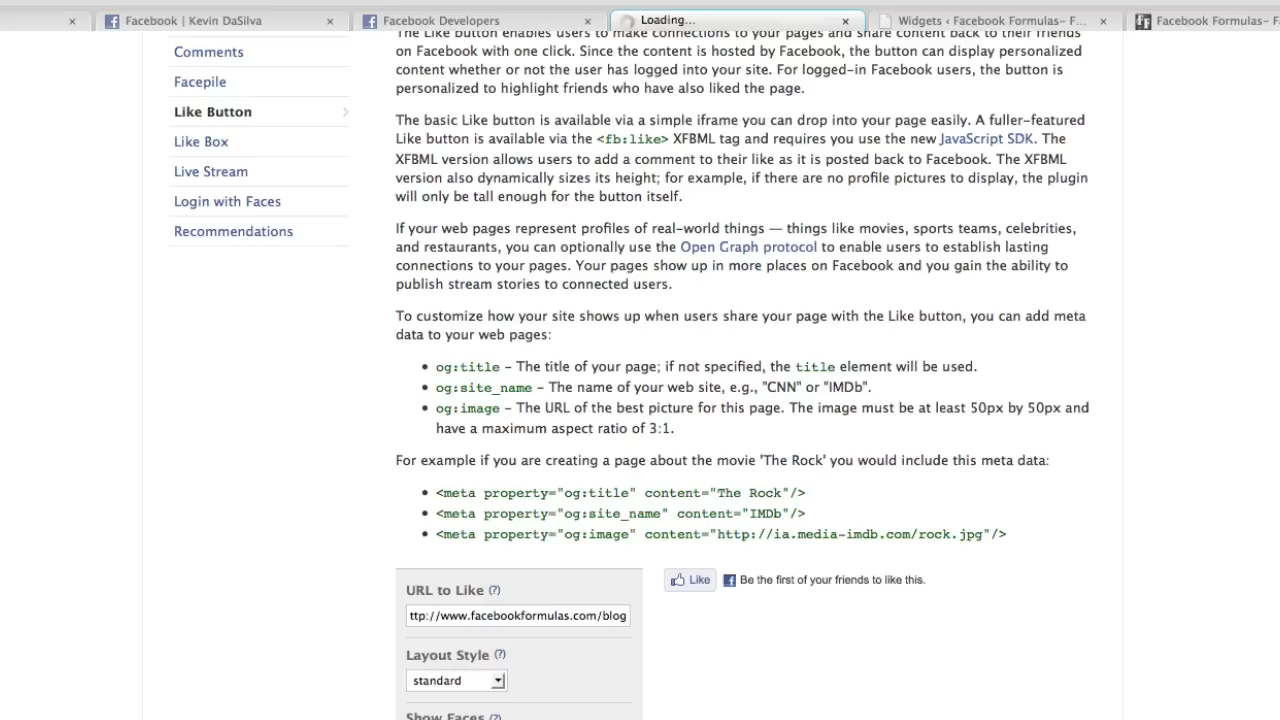 Facebook | Kevin DaSilva
Facebook Developers
Loading...
Widgets ‹ Facebook Formulas– F...
Facebook Formulas– F
The Like button enables users to make connections to your pages and share content back to their friends
on Facebook with one click. Since the content is hosted by Facebook, the button can display personalized
content whether or not the user has logged into your site. For logged-in Facebook users, the button is
personalized to highlight friends who have also liked the page.
Comments
Facepile
Like Button
Like Box
Live Stream
Login with Faces
Recommendations
The basic Like button is available via a simple iframe you can drop into your page easily. A fuller-featured
Like button is available via the <fb:like> XFBML tag and requires you use the new JavaScript SDK. The
XFBML version allows users to add a comment to their like as it is posted back to Facebook. The XFBML
version also dynamically sizes its height; for example, if there are no profile pictures to display, the plugin
will only be tall enough for the button itself.
If your web pages represent profiles of real-world things — things like movies, sports teams, celebrities,
and restaurants, you can optionally use the Open Graph protocol to enable users to establish lasting
connections to your pages. Your pages show up in more places on Facebook and you gain the ability to
publish stream stories to connected users.
To customize how your site shows up when users share your page with the Like button, you can add meta
data to your web pages:
• og:title – The title of your page; if not specified, the title element will be used.
• og:site_name – The name of your web site, e.g., "CNN" or "IMDb".
• og:image – The URL of the best picture for this page. The image must be at least 50px by 50px and
have a maximum aspect ratio of 3:1.
For example if you are creating a page about the movie 'The Rock' you would include this meta data:
• <meta property="og:title" content="The Rock"/>
• <meta property="og:site_name" content="IMDb"/>
• <meta property="og:image" content="http://ia.media-imdb.com/rock.jpg"/>
URL to Like (?)
ttp://www.facebookformulas.com/blog
Like
Be the first of your friends to like this.
Layout Style (?)
standard
Show Faces (?)